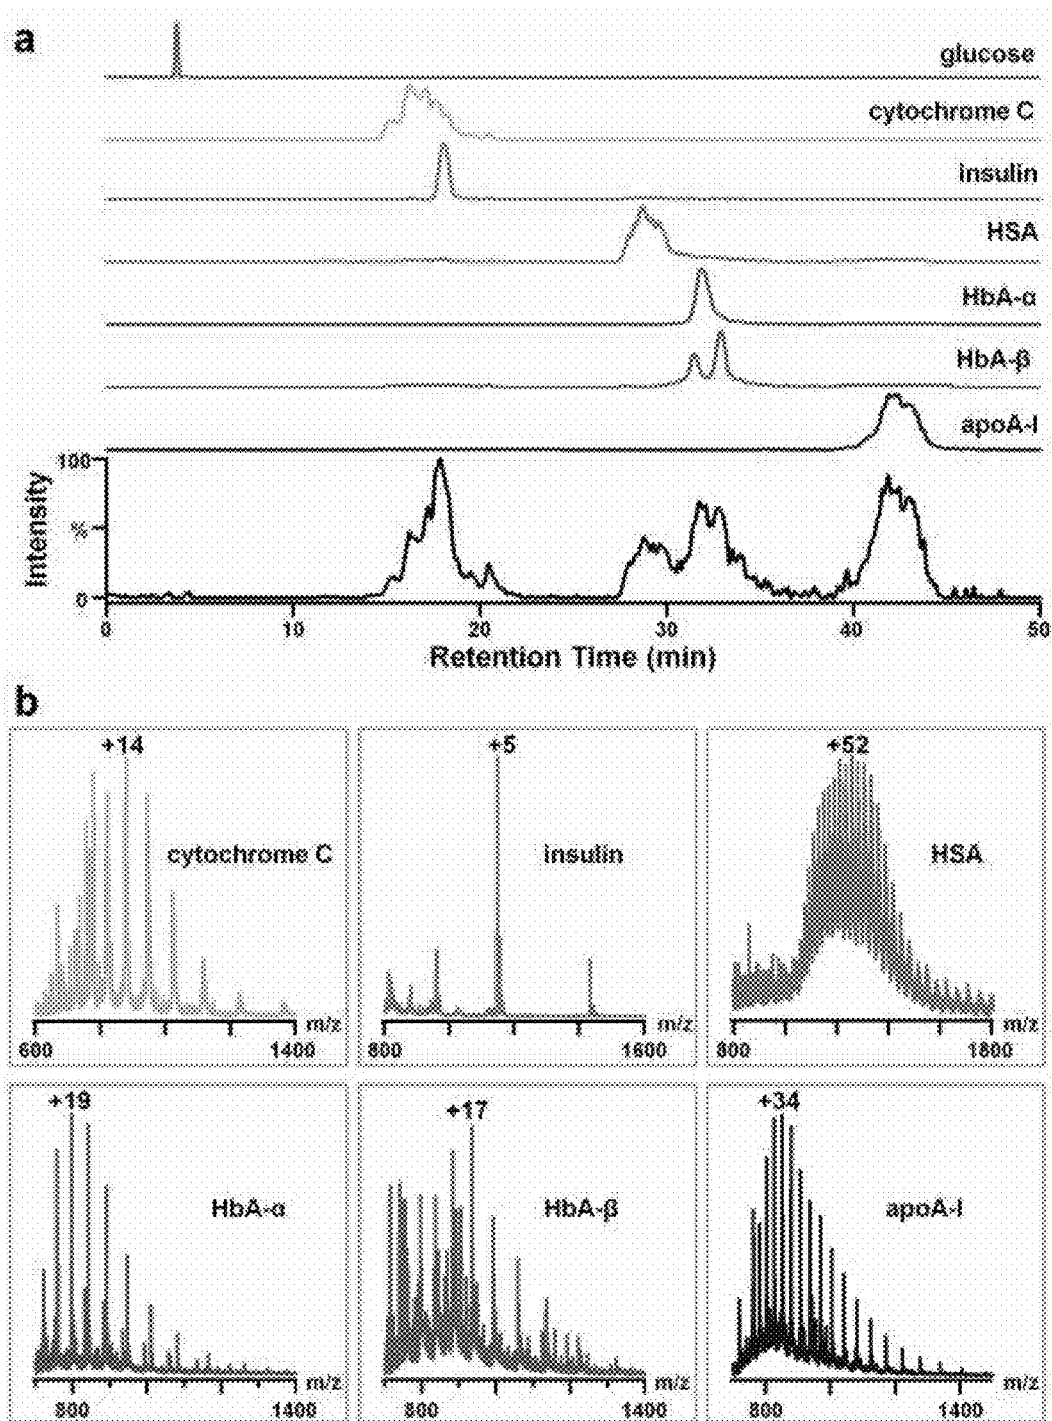 a
glucose
cytochrome C
insulin
HSA
HbA-α
HbA-β
apoA-I
100
%
0
Intensity
0 10 20 30 40 50
Retention Time (min)
b
+14
cytochrome C
m/z
600 1400
+5
insulin
m/z
800 1600
+52
HSA
m/z
800 1800
+19
HbA-α
m/z
800 1400
+17
HbA-β
m/z
800 1400
+34
apoA-I
m/z
800 1400